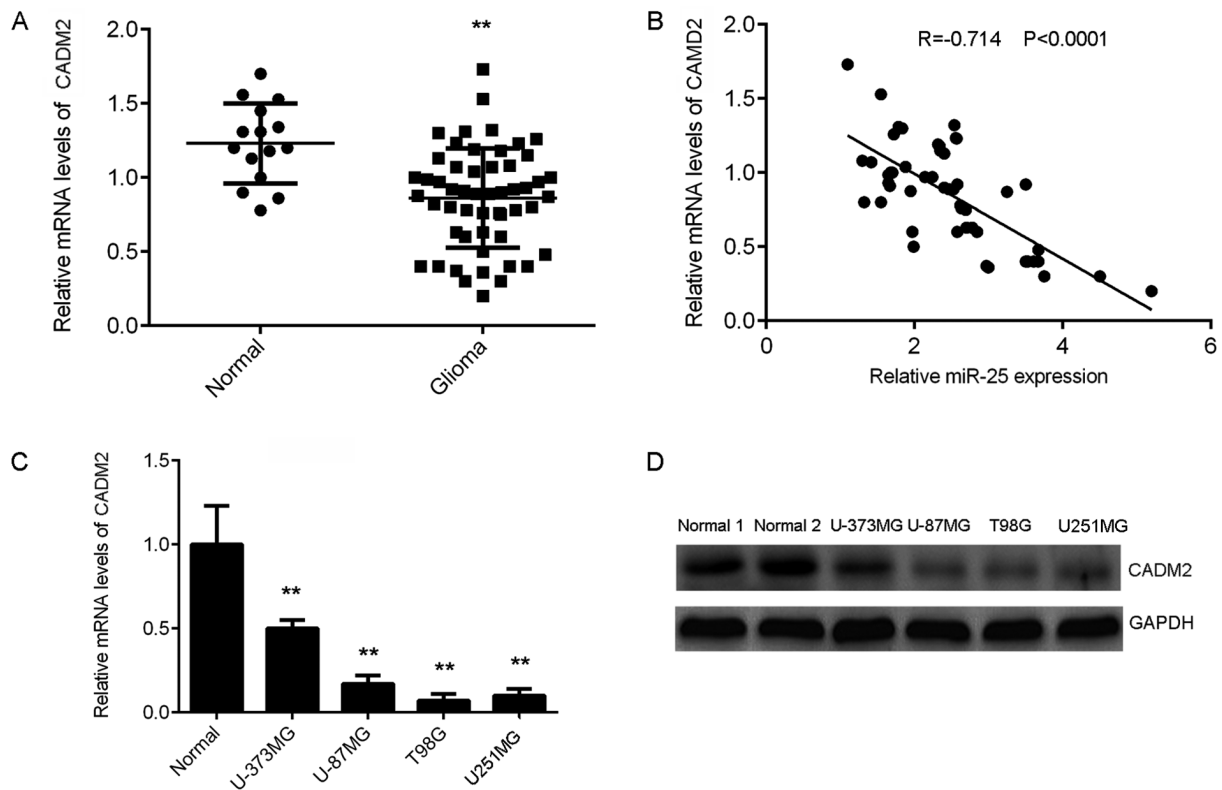 A
Relative mRNA levels of CADM2
2.0
1.5
1.0
0.5
0.0
**
Normal
Glioma
B
Relative mRNA levels of CAMD2
2.0
1.5
1.0
0.5
0.0
R=-0.714 P<0.0001
0 2 4 6
Relative miR-25 expression
C
Relative mRNA levels of CADM2
1.5
1.0
0.5
0.0
**
**
**
**
Normal
U-373MG
U-87MG
T98G
U251MG
D
Normal 1 Normal 2 U-373MG U-87MG T98G U251MG
CADM2
GAPDH